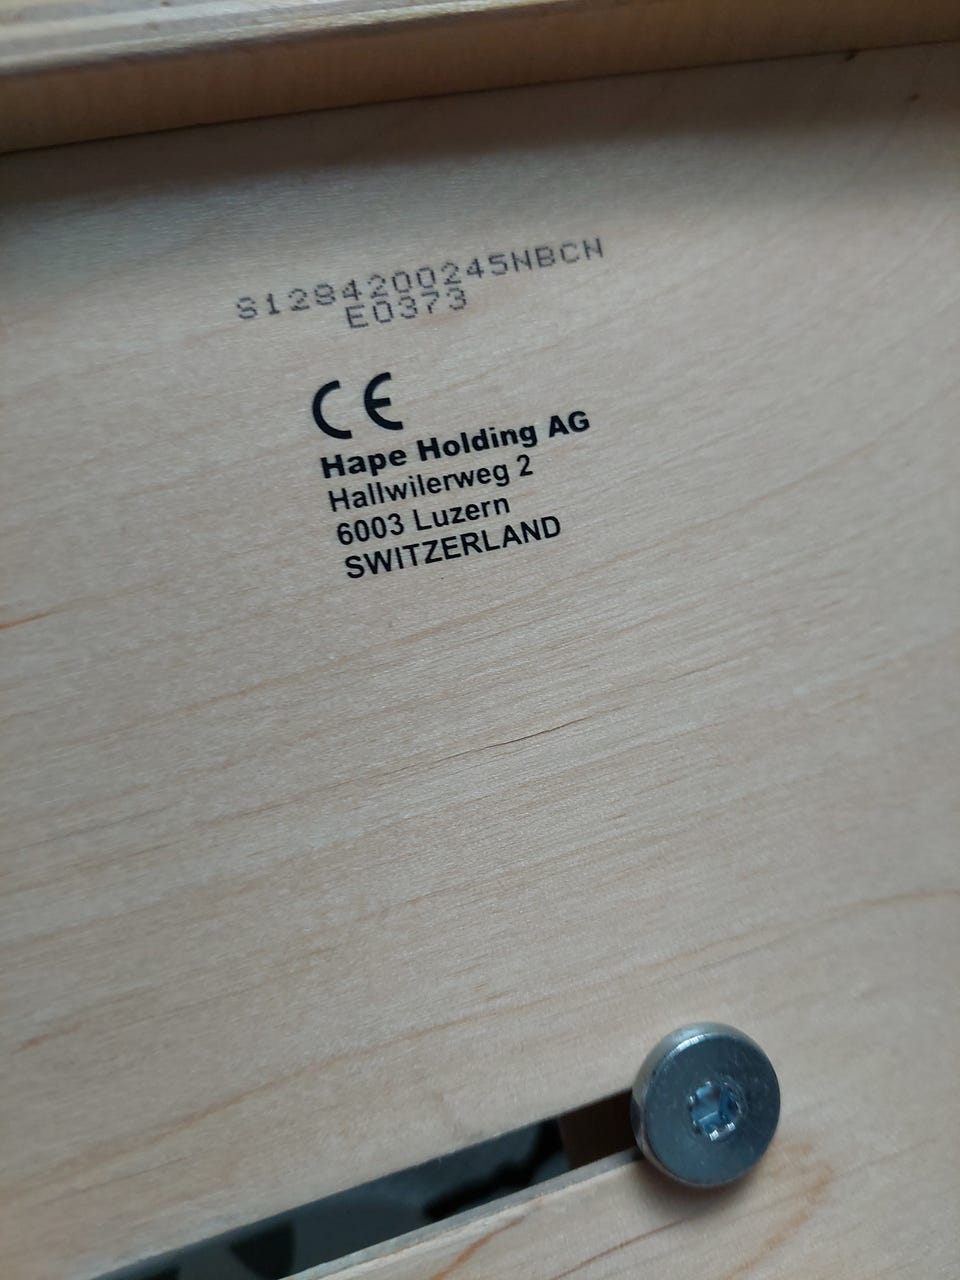 S1284200245NBCN
E0373
CE
Hape Holding AG
Hallwilerweg 2
6003 Luzern
SWITZERLAND